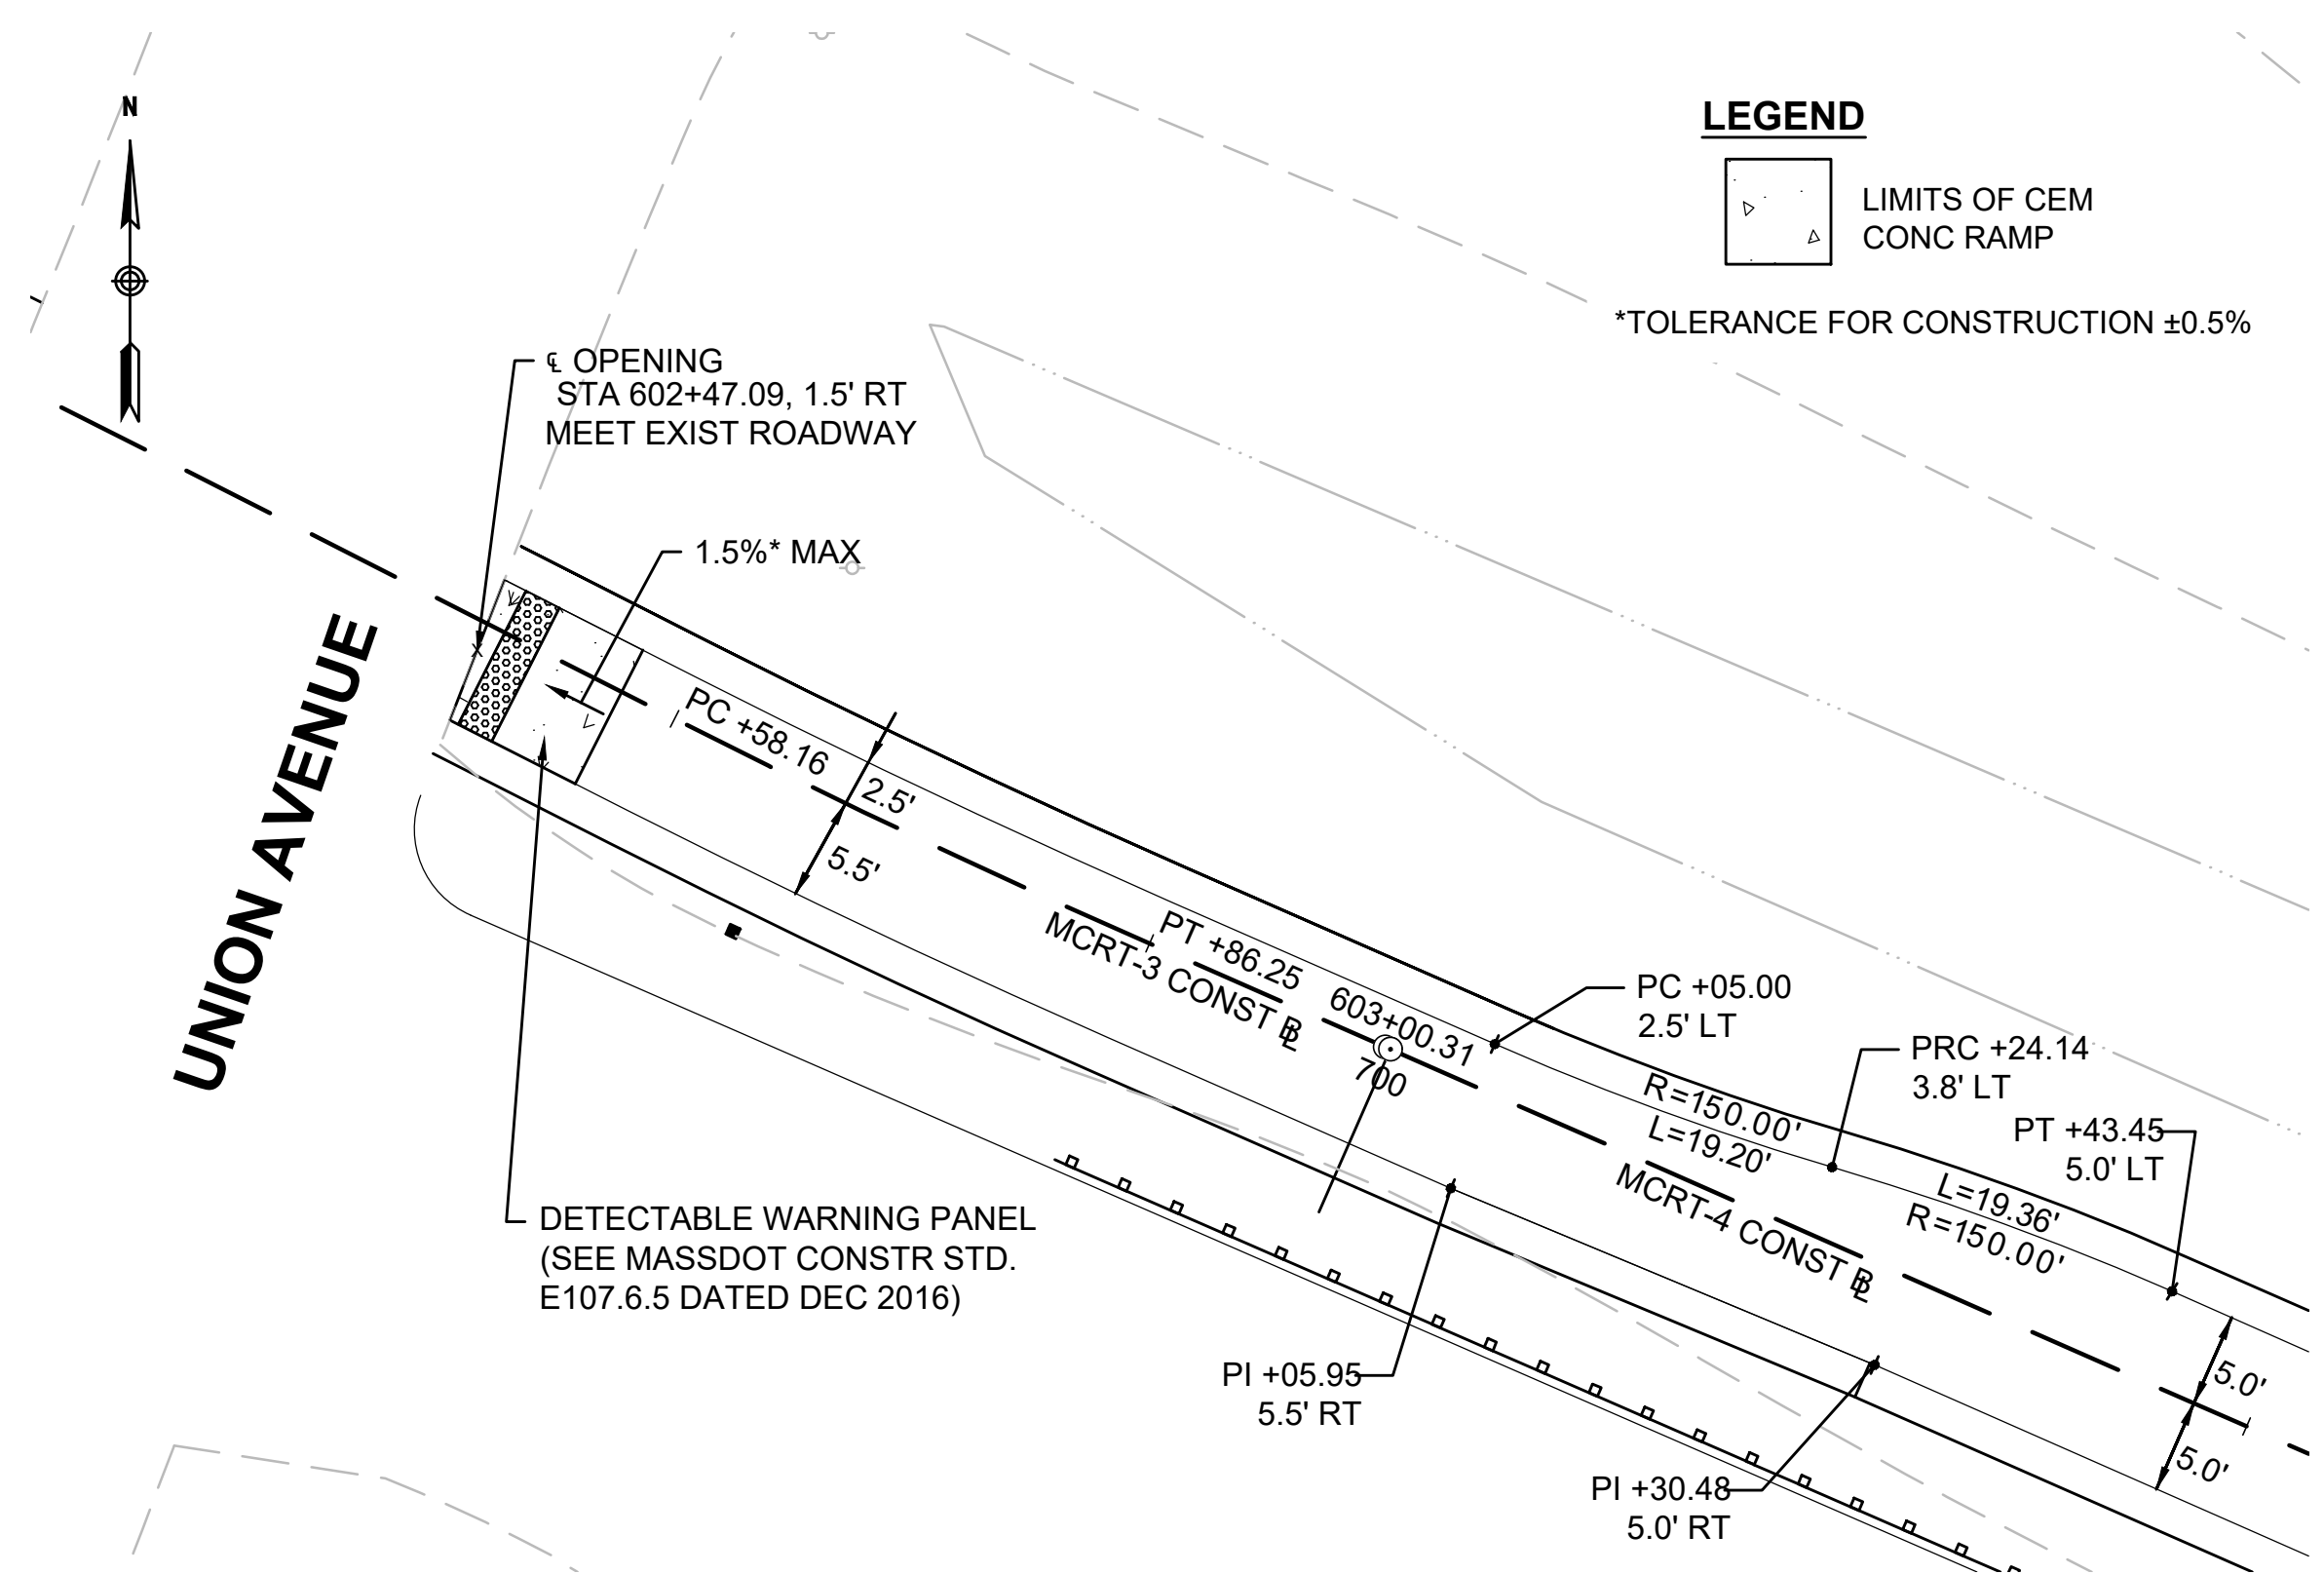 N
LEGEND
LIMITS OF CEM
CONC RAMP
*TOLERANCE FOR CONSTRUCTION ±0.5%
℄ OPENING
STA 602+47.09, 1.5' RT
MEET EXIST ROADWAY
1.5%* MAX
UNION AVENUE
PC +58.16
2.5'
5.5'
PT +86.25
MCRT-3 CONST BL
603+00.31
700
PC +05.00
2.5' LT
PRC +24.14
3.8' LT
PT +43.45
5.0' LT
R=150.00'
L=19.20'
MCRT-4 CONST BL
L=19.36'
R=150.00'
DETECTABLE WARNING PANEL
(SEE MASSDOT CONSTR STD.
E107.6.5 DATED DEC 2016)
PI +05.95
5.5' RT
5.0'
5.0'
PI +30.48
5.0' RT